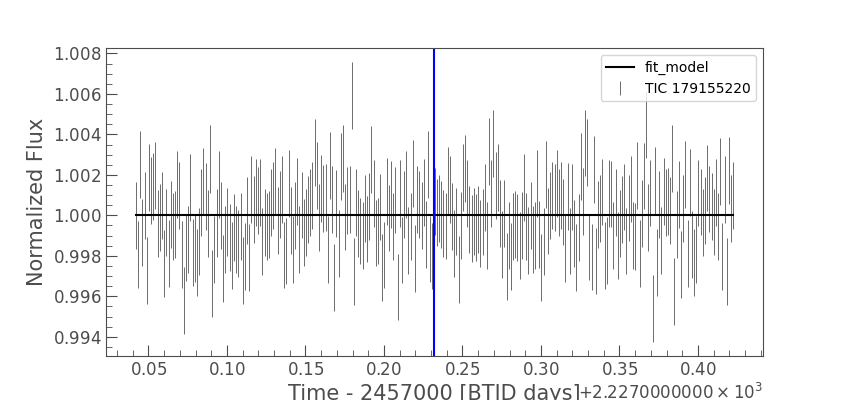 1.008
1.006
1.004
1.002
1.000
0.998
0.996
0.994
Normalized Flux
fit_model
TIC 179155220
0.05 0.10 0.15 0.20 0.25 0.30 0.35 0.40
Time - 2457000 [BTJD days]
+2.2270000000 × 10³